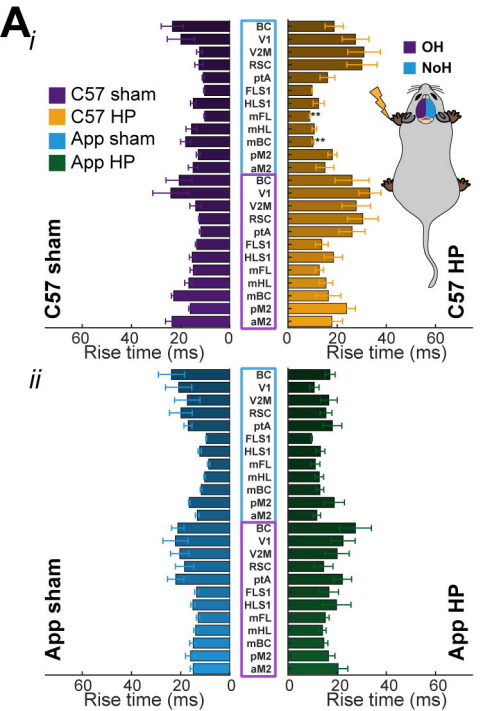 A
i
C57 sham
C57 HP
App sham
App HP
OH
NoH
BC
V1
V2M
RSC
ptA
FLS1
HLS1
mFL
**
mHL
mBC
**
pM2
aM2
BC
V1
V2M
RSC
ptA
FLS1
HLS1
mFL
mHL
mBC
pM2
aM2
C57 sham
C57 HP
60 40 20 0 0 20 40 60
Rise time (ms) Rise time (ms)
ii
BC
V1
V2M
RSC
ptA
FLS1
HLS1
mFL
mHL
mBC
pM2
aM2
BC
V1
V2M
RSC
ptA
FLS1
HLS1
mFL
mHL
mBC
pM2
aM2
App sham
App HP
60 40 20 0 0 20 40 60
Rise time (ms) Rise time (ms)